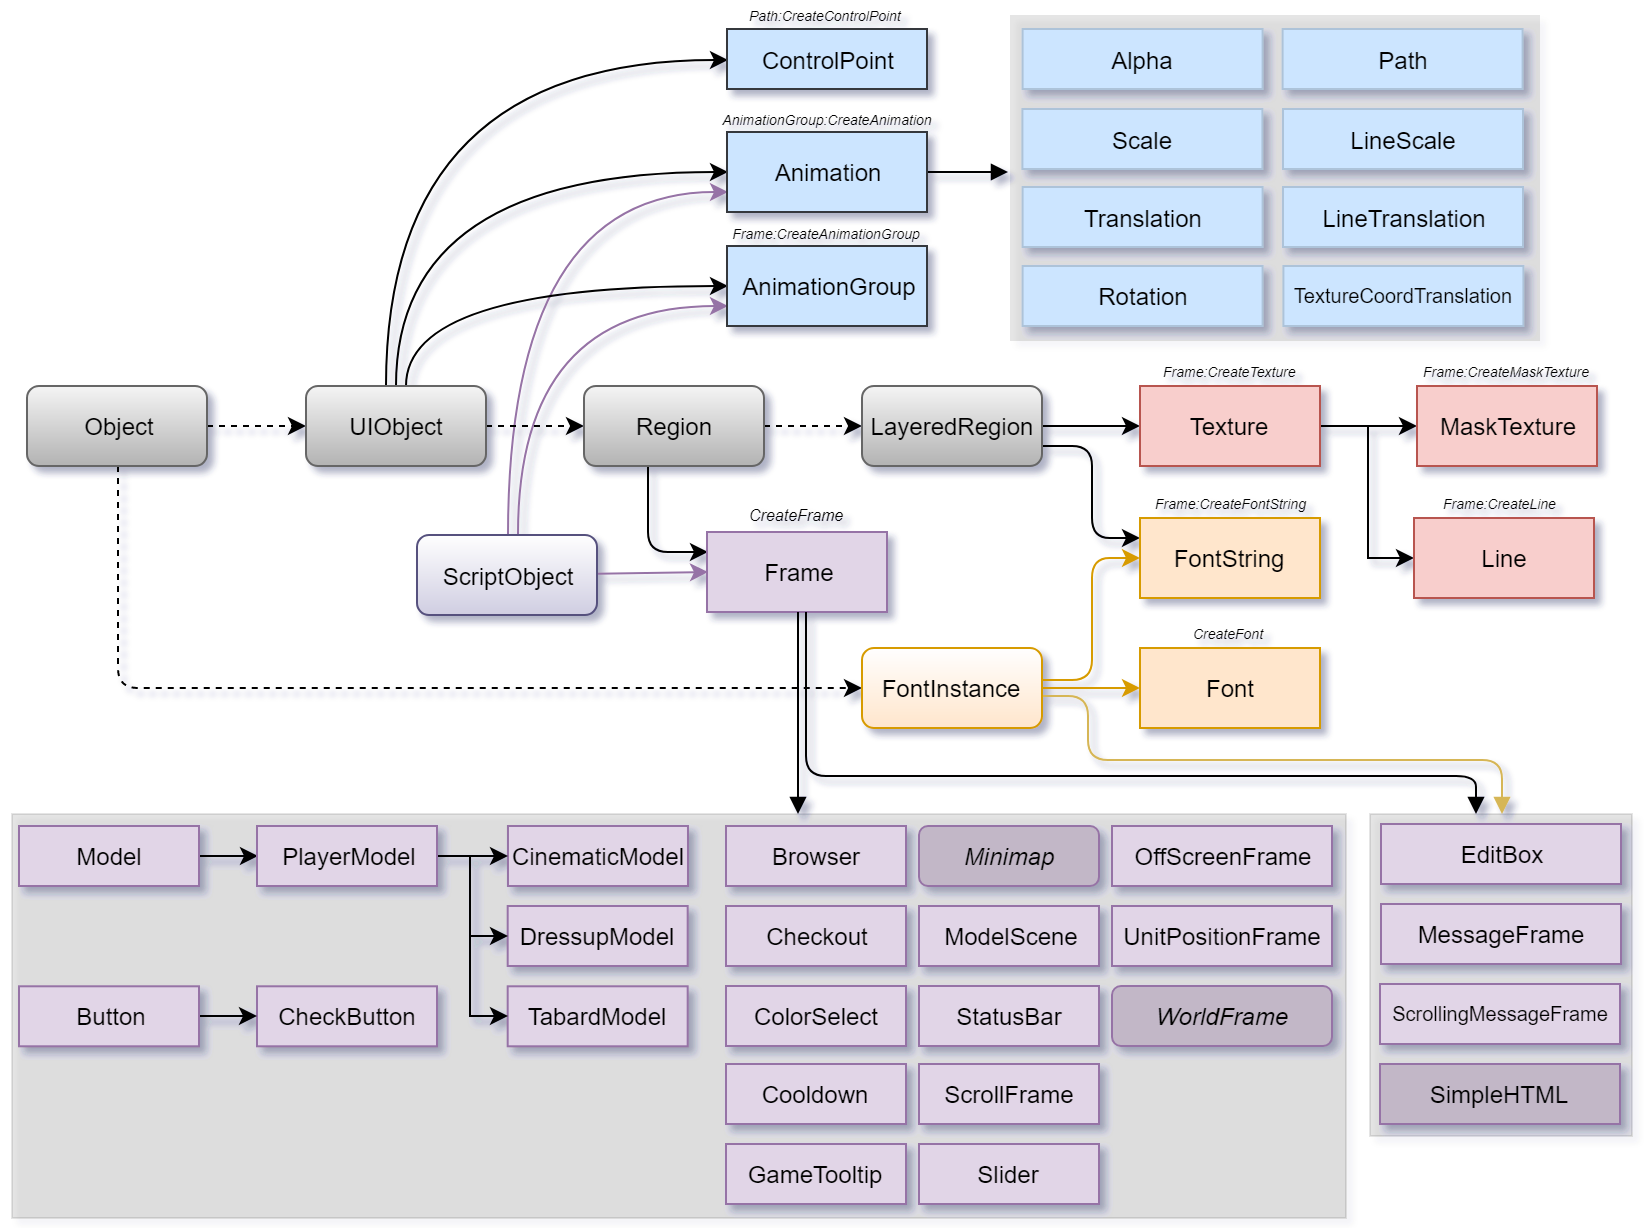 Path:CreateControlPoint
ControlPoint
AnimationGroup:CreateAnimation
Animation
Frame:CreateAnimationGroup
AnimationGroup
Alpha
Path
Scale
LineScale
Translation
LineTranslation
Rotation
TextureCoordTranslation
Object
UIObject
Region
LayeredRegion
Frame:CreateTexture
Texture
Frame:CreateMaskTexture
MaskTexture
ScriptObject
CreateFrame
Frame
Frame:CreateFontString
FontString
Frame:CreateLine
Line
FontInstance
CreateFont
Font
Model
PlayerModel
CinematicModel
DressupModel
Button
CheckButton
TabardModel
Browser
Minimap
OffScreenFrame
Checkout
ModelScene
UnitPositionFrame
ColorSelect
StatusBar
WorldFrame
Cooldown
ScrollFrame
GameTooltip
Slider
EditBox
MessageFrame
ScrollingMessageFrame
SimpleHTML